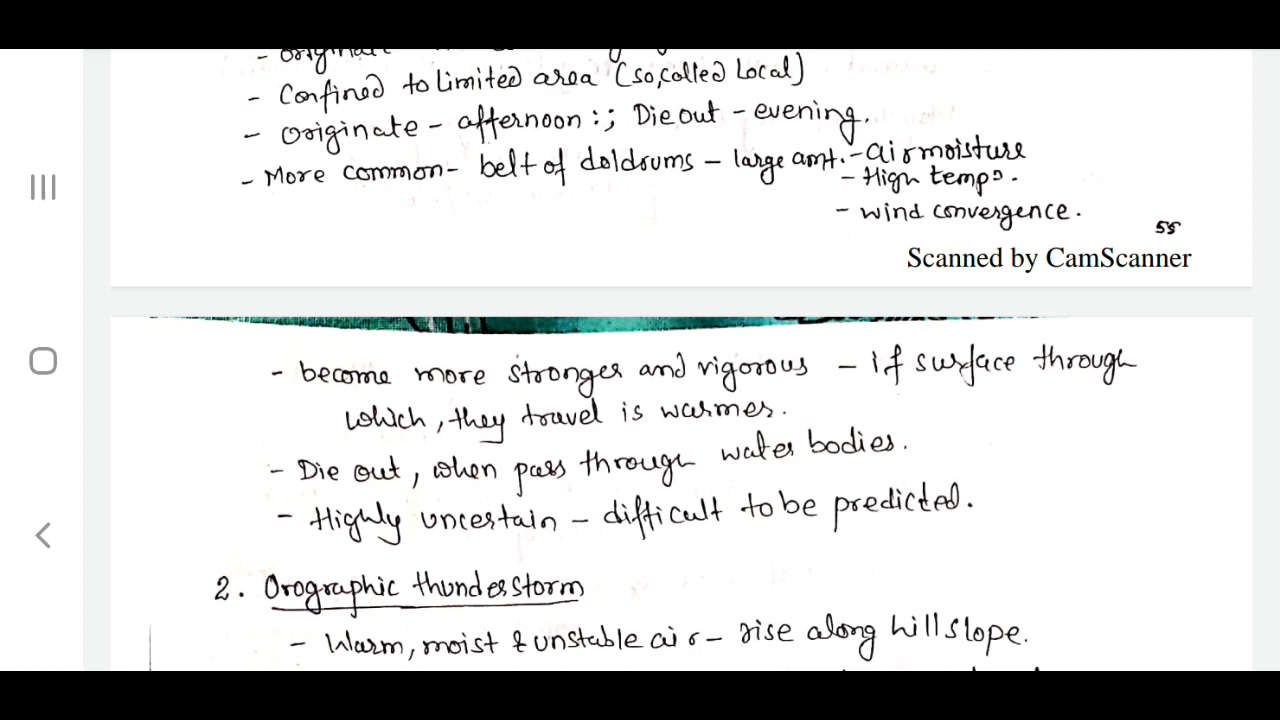 - Confined to limited area (so, called Local)
- originate - afternoon :; Die out - evening.
- More common - belt of doldrums - large amt. - air moisture
- High temps.
- wind convergence.
55
Scanned by CamScanner
- become more stronger and vigorous - if surface through
which, they travel is warmer.
- Die out, when pass through water bodies.
- Highly uncertain - difficult to be predicted.
2. Orographic thunderstorm
- Warm, moist & unstable air - rise along hill slope.